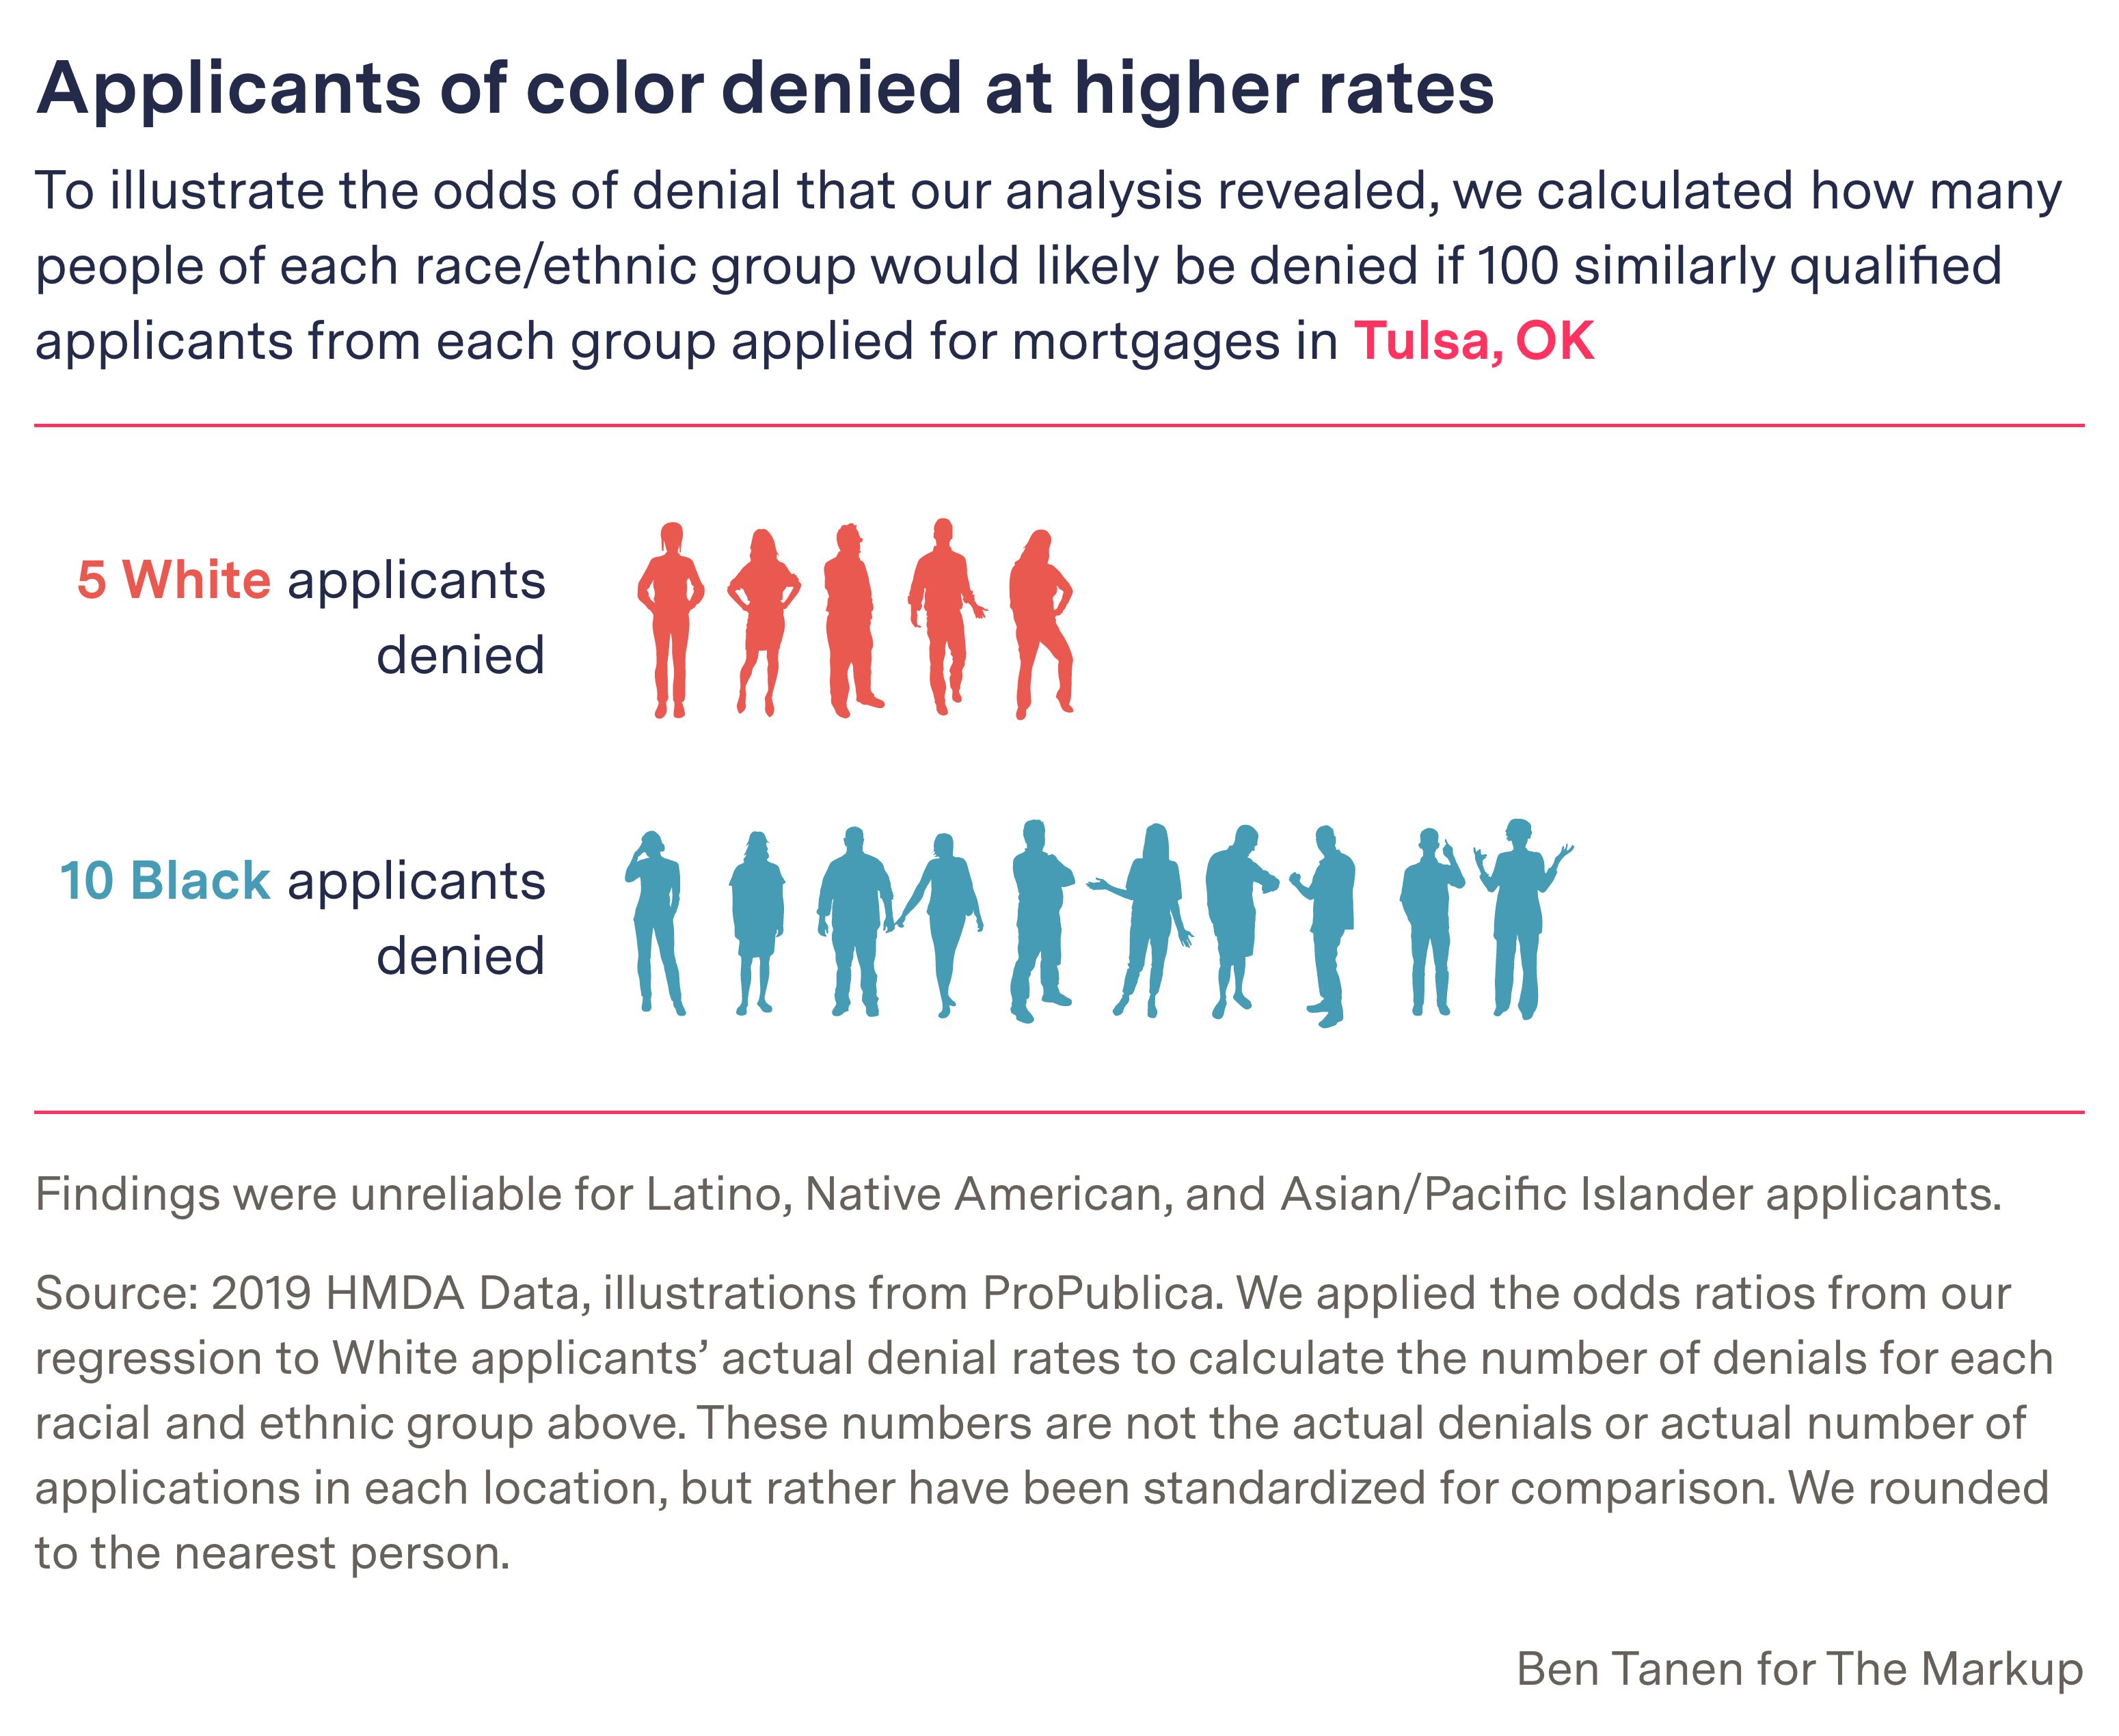 Applicants of color denied at higher rates
To illustrate the odds of denial that our analysis revealed, we calculated how many
people of each race/ethnic group would likely be denied if 100 similarly qualified
applicants from each group applied for mortgages in Tulsa, OK
5 White applicants
denied
10 Black applicants
denied
Findings were unreliable for Latino, Native American, and Asian/Pacific Islander applicants.
Source: 2019 HMDA Data, illustrations from ProPublica. We applied the odds ratios from our
regression to White applicants’ actual denial rates to calculate the number of denials for each
racial and ethnic group above. These numbers are not the actual denials or actual number of
applications in each location, but rather have been standardized for comparison. We rounded
to the nearest person.
Ben Tanen for The Markup